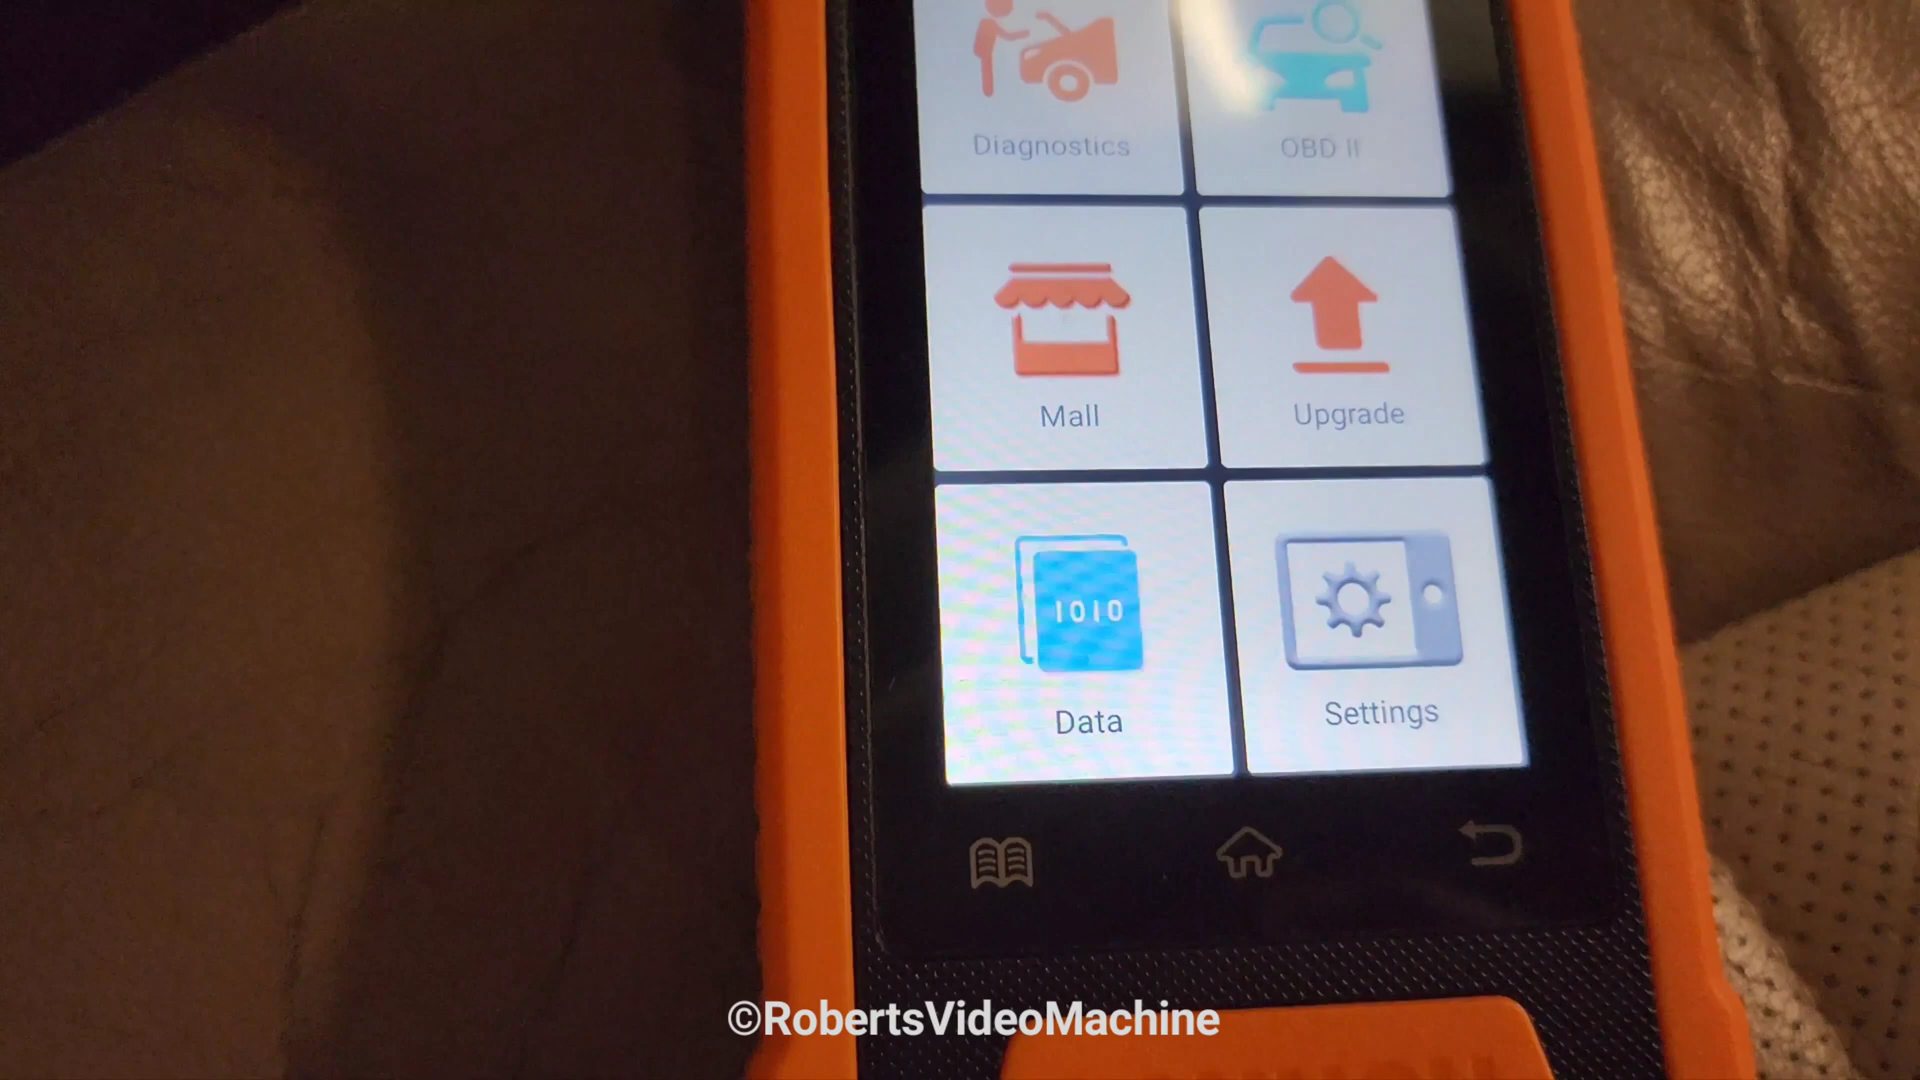 Diagnostics
OBD II
Mall
Upgrade
1010
Data
Settings
©RobertsVideoMachine